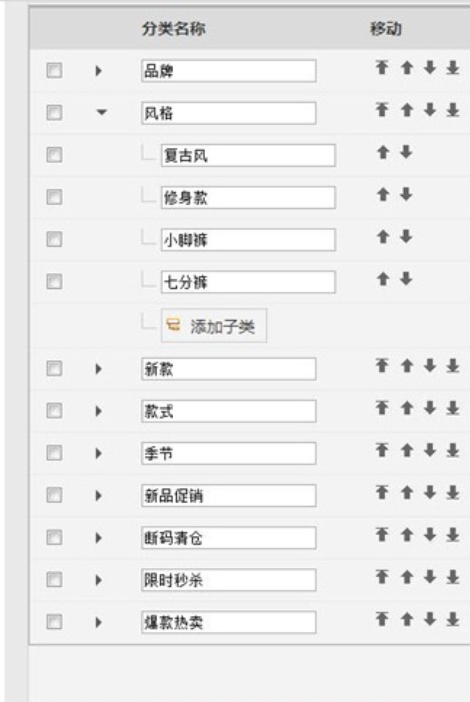 分类名称 移动
品牌
风格
复古风
修身款
小脚裤
七分裤
添加子类
新款
款式
季节
新品促销
断码清仓
限时秒杀
爆款热卖